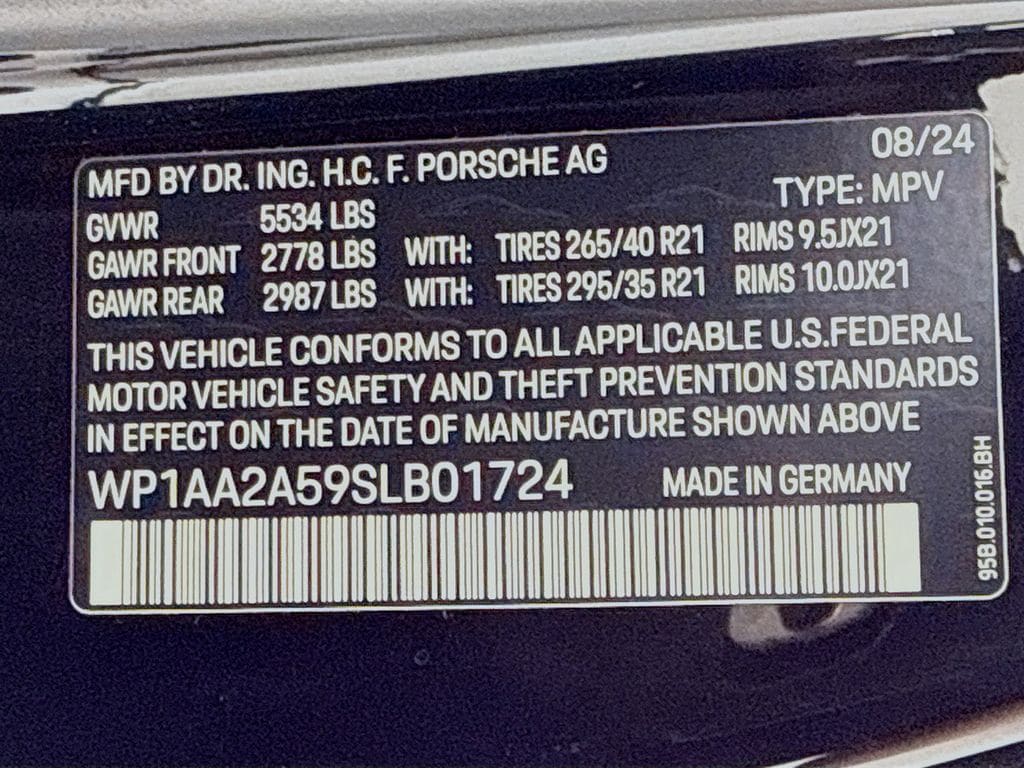 08/24
MFD BY DR. ING. H.C. F. PORSCHE AG
TYPE: MPV
GVWR 5534 LBS
GAWR FRONT 2778 LBS WITH: TIRES 265/40 R21 RIMS 9.5JX21
GAWR REAR 2987 LBS WITH: TIRES 295/35 R21 RIMS 10.0JX21
THIS VEHICLE CONFORMS TO ALL APPLICABLE U.S.FEDERAL
MOTOR VEHICLE SAFETY AND THEFT PREVENTION STANDARDS
IN EFFECT ON THE DATE OF MANUFACTURE SHOWN ABOVE
WP1AA2A59SLB01724 MADE IN GERMANY
95B.010.016.BH